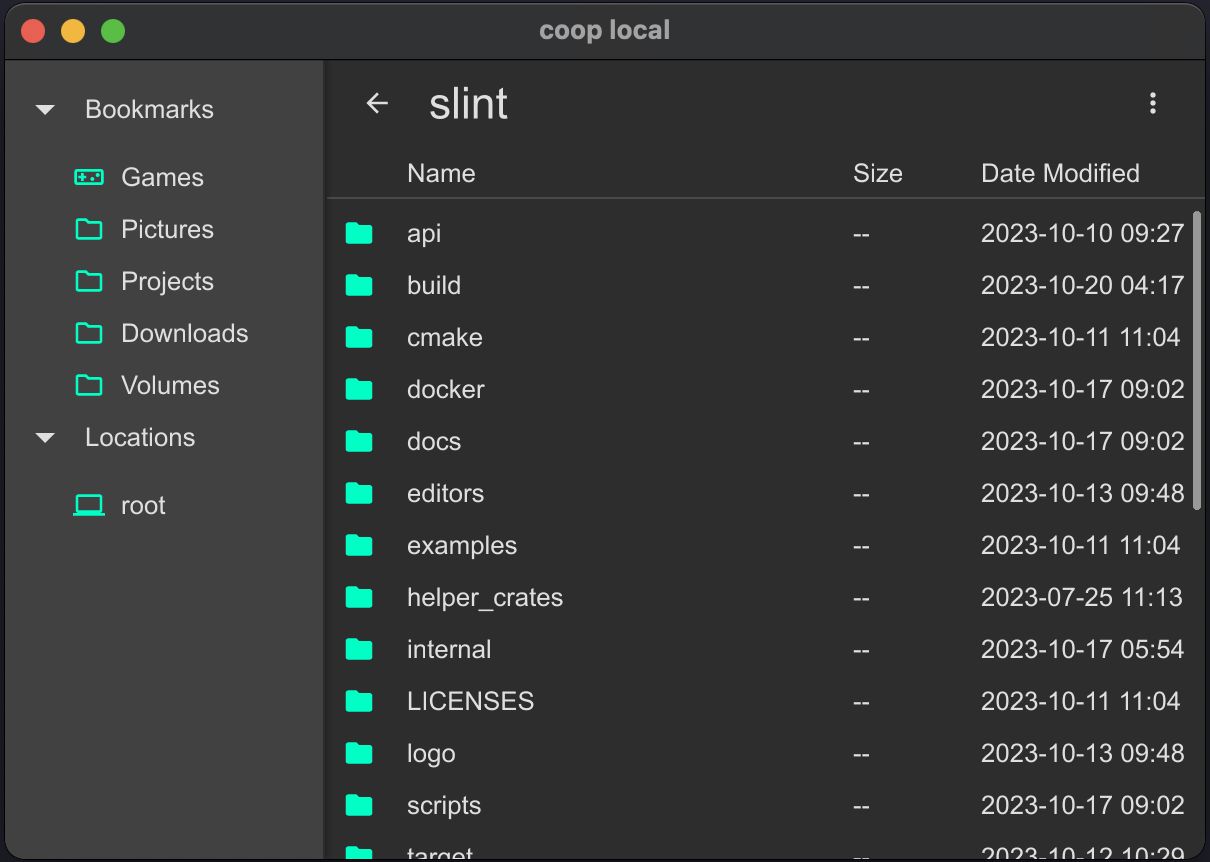 coop local
Bookmarks
Games
Pictures
Projects
Downloads
Volumes
Locations
root
slint
Name Size Date Modified
api -- 2023-10-10 09:27
build -- 2023-10-20 04:17
cmake -- 2023-10-11 11:04
docker -- 2023-10-17 09:02
docs -- 2023-10-17 09:02
editors -- 2023-10-13 09:48
examples -- 2023-10-11 11:04
helper_crates -- 2023-07-25 11:13
internal -- 2023-10-17 05:54
LICENSES -- 2023-10-11 11:04
logo -- 2023-10-13 09:48
scripts -- 2023-10-17 09:02
target -- 2023-10-12 10:29